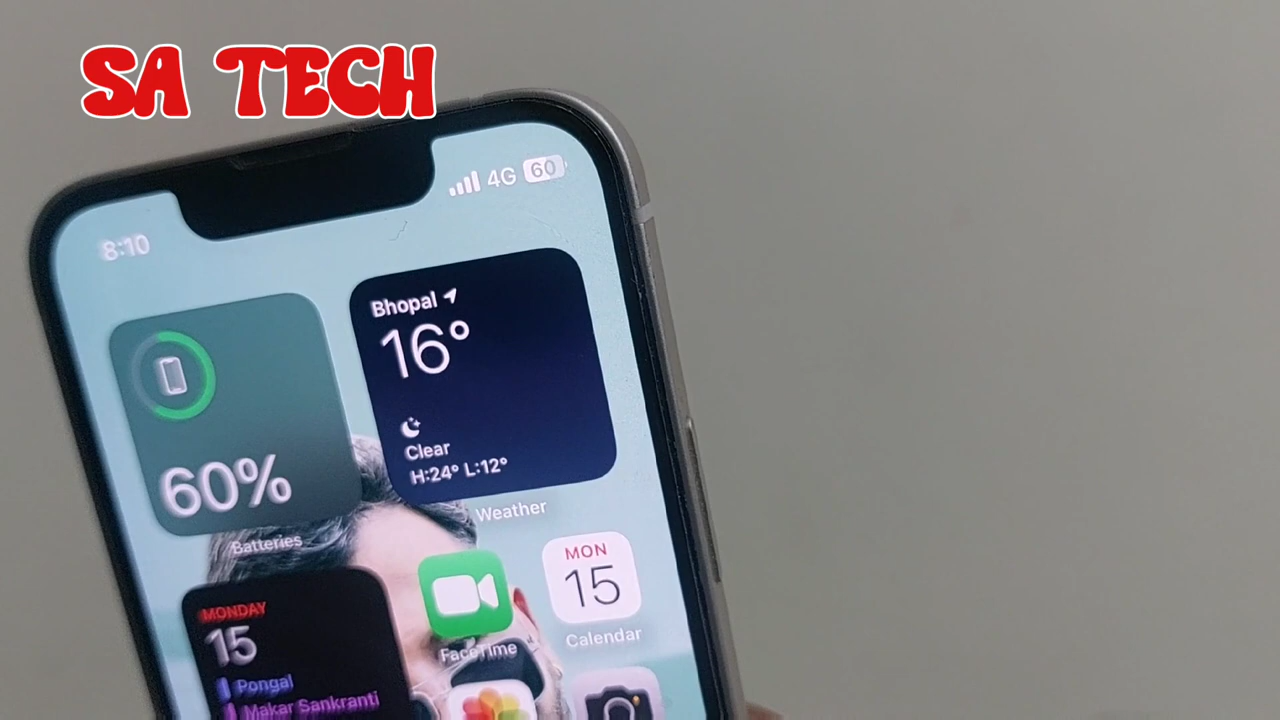 SA TECH
8:10
4G 60
Bhopal
16°
Clear
H:24° L:12°
Weather
60%
Batteries
MONDAY
15
Pongal
Makar Sankranti
FaceTime
MON
15
Calendar